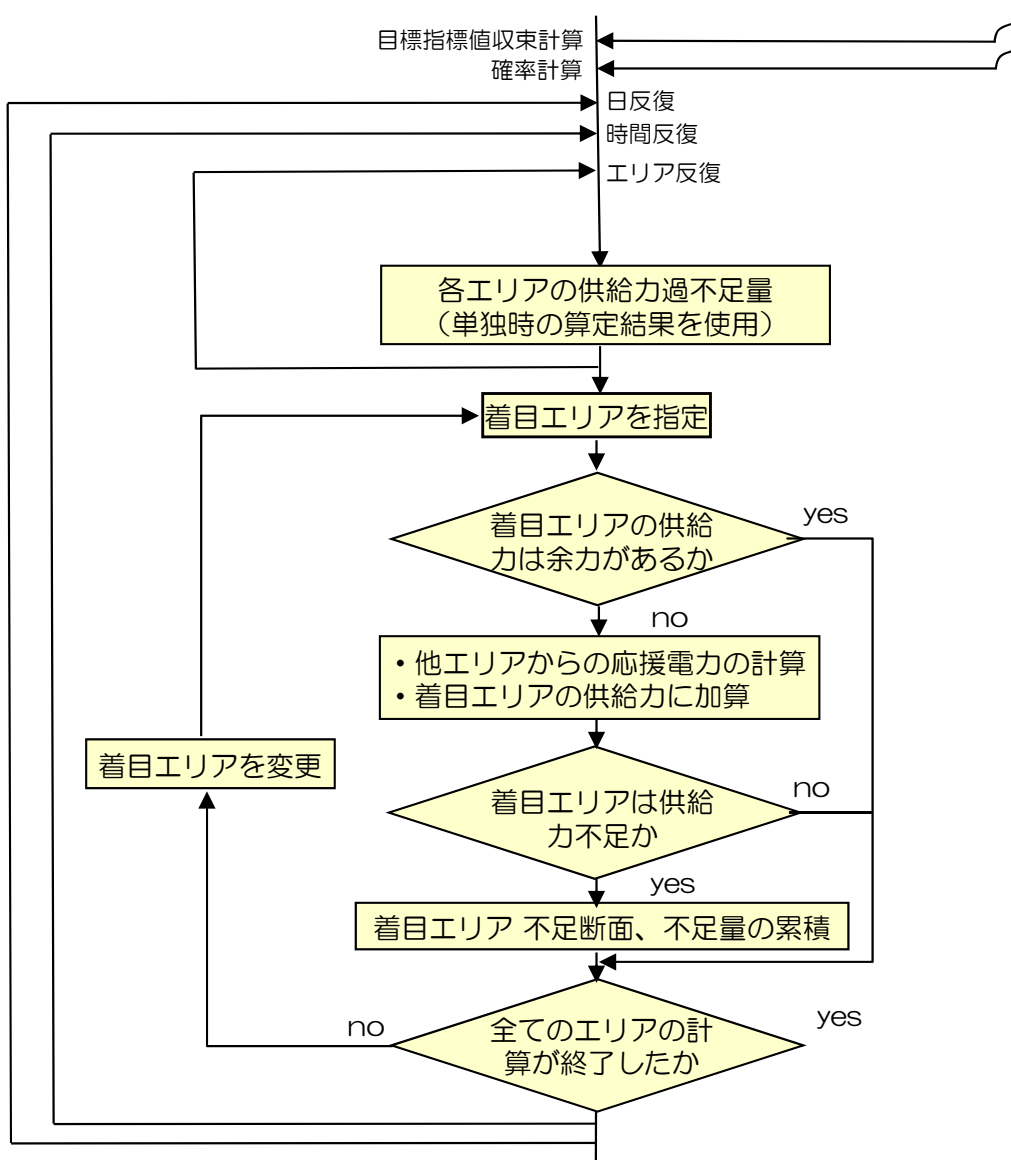 目標指標値収束計算
確率計算
日反復
時間反復
エリア反復
各エリアの供給力過不足量
（単独時の算定結果を使用）
着目エリアを指定
着目エリアの供給
力は余力があるか
yes
no
・他エリアからの応援電力の計算
・着目エリアの供給力に加算
着目エリアを変更
着目エリアは供給
力不足か
no
yes
着目エリア 不足断面、不足量の累積
no
全てのエリアの計
算が終了したか
yes